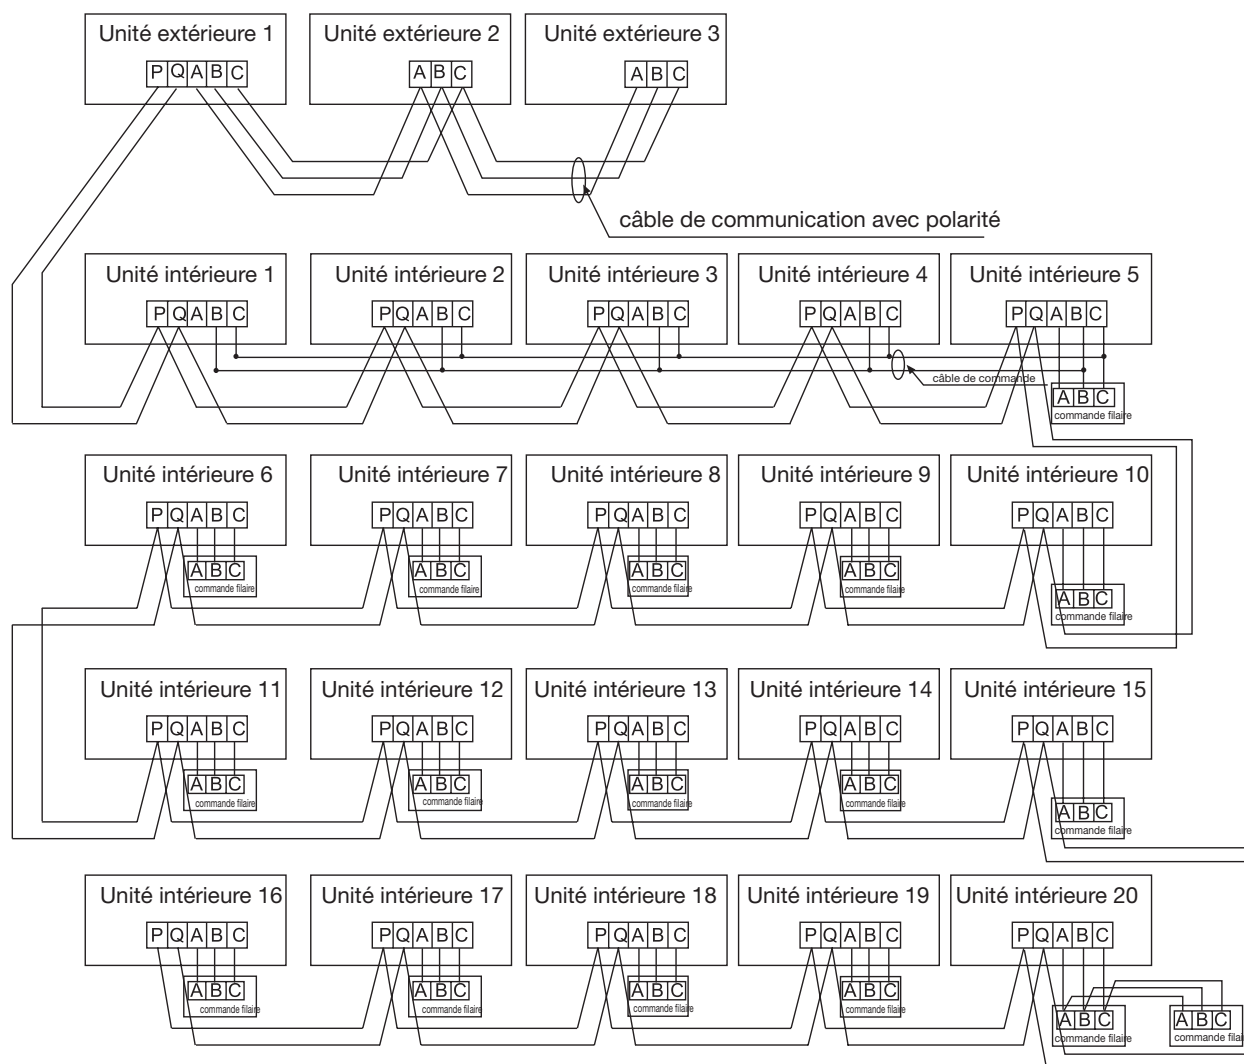 Unité extérieure 1 Unité extérieure 2 Unité extérieure 3
P Q A B C A B C A B C
câble de communication avec polarité
Unité intérieure 1 Unité intérieure 2 Unité intérieure 3 Unité intérieure 4 Unité intérieure 5
P Q A B C P Q A B C P Q A B C P Q A B C P Q A B C
câble de commande
A B C
commande filaire
Unité intérieure 6 Unité intérieure 7 Unité intérieure 8 Unité intérieure 9 Unité intérieure 10
P Q A B C P Q A B C P Q A B C P Q A B C P Q A B C
A B C A B C A B C A B C
commande filaire commande filaire commande filaire commande filaire
A B C
commande filaire
Unité intérieure 11 Unité intérieure 12 Unité intérieure 13 Unité intérieure 14 Unité intérieure 15
P Q A B C P Q A B C P Q A B C P Q A B C P Q A B C
A B C A B C A B C A B C
commande filaire commande filaire commande filaire commande filaire
A B C
commande filaire
Unité intérieure 16 Unité intérieure 17 Unité intérieure 18 Unité intérieure 19 Unité intérieure 20
P Q A B C P Q A B C P Q A B C P Q A B C P Q A B C
A B C A B C A B C A B C
commande filaire commande filaire commande filaire commande filaire
A B C A B C
commande filaire commande filai